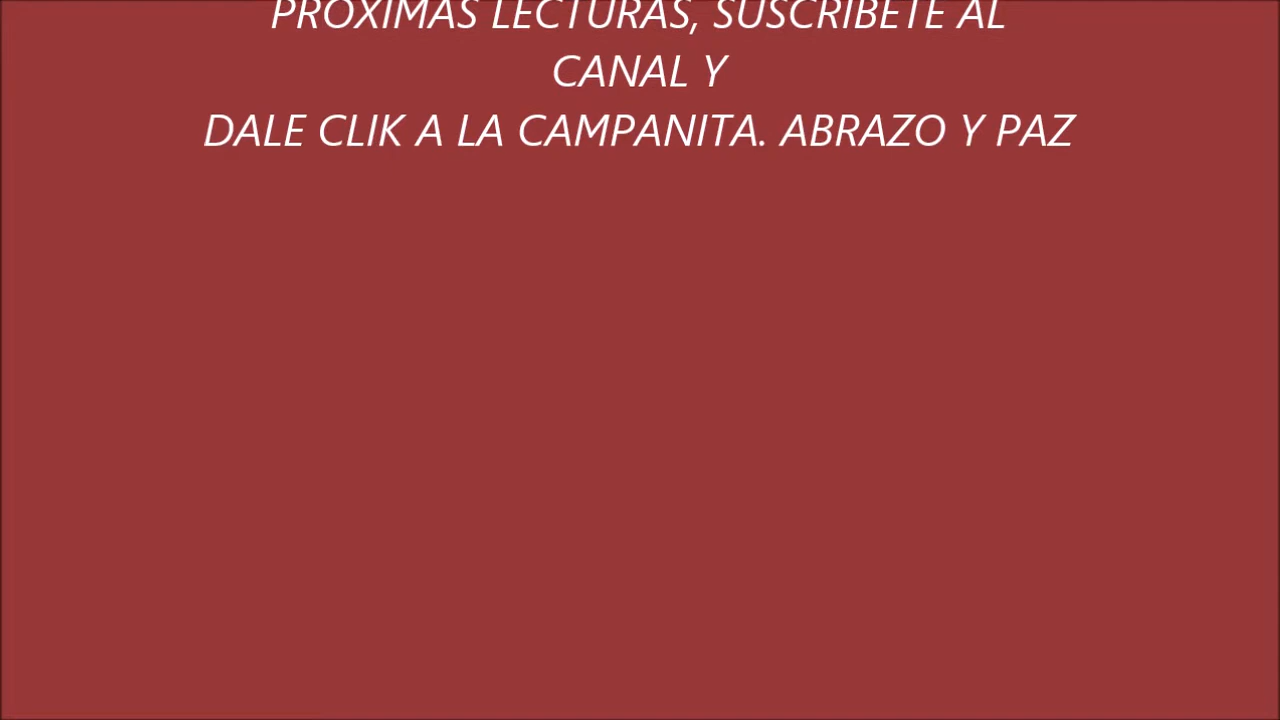 PROXIMAS LECTURAS, SUSCRIBETE AL
CANAL Y
DALE CLIK A LA CAMPANITA. ABRAZO Y PAZ